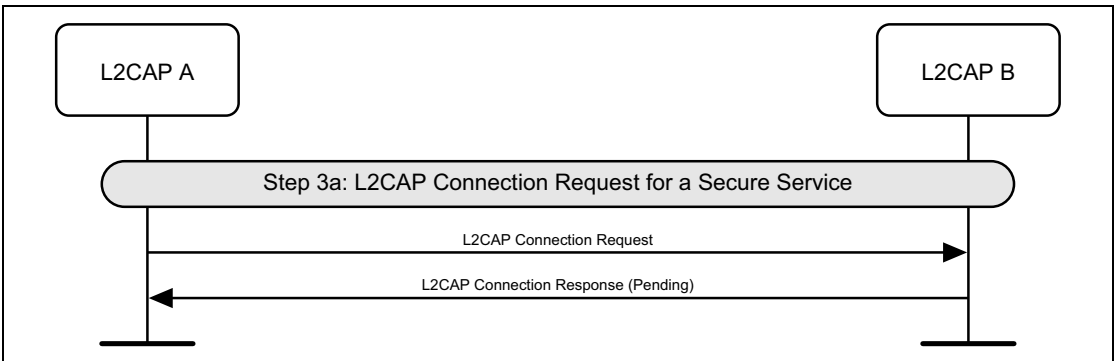 L2CAP A
L2CAP B
Step 3a: L2CAP Connection Request for a Secure Service
L2CAP Connection Request
L2CAP Connection Response (Pending)